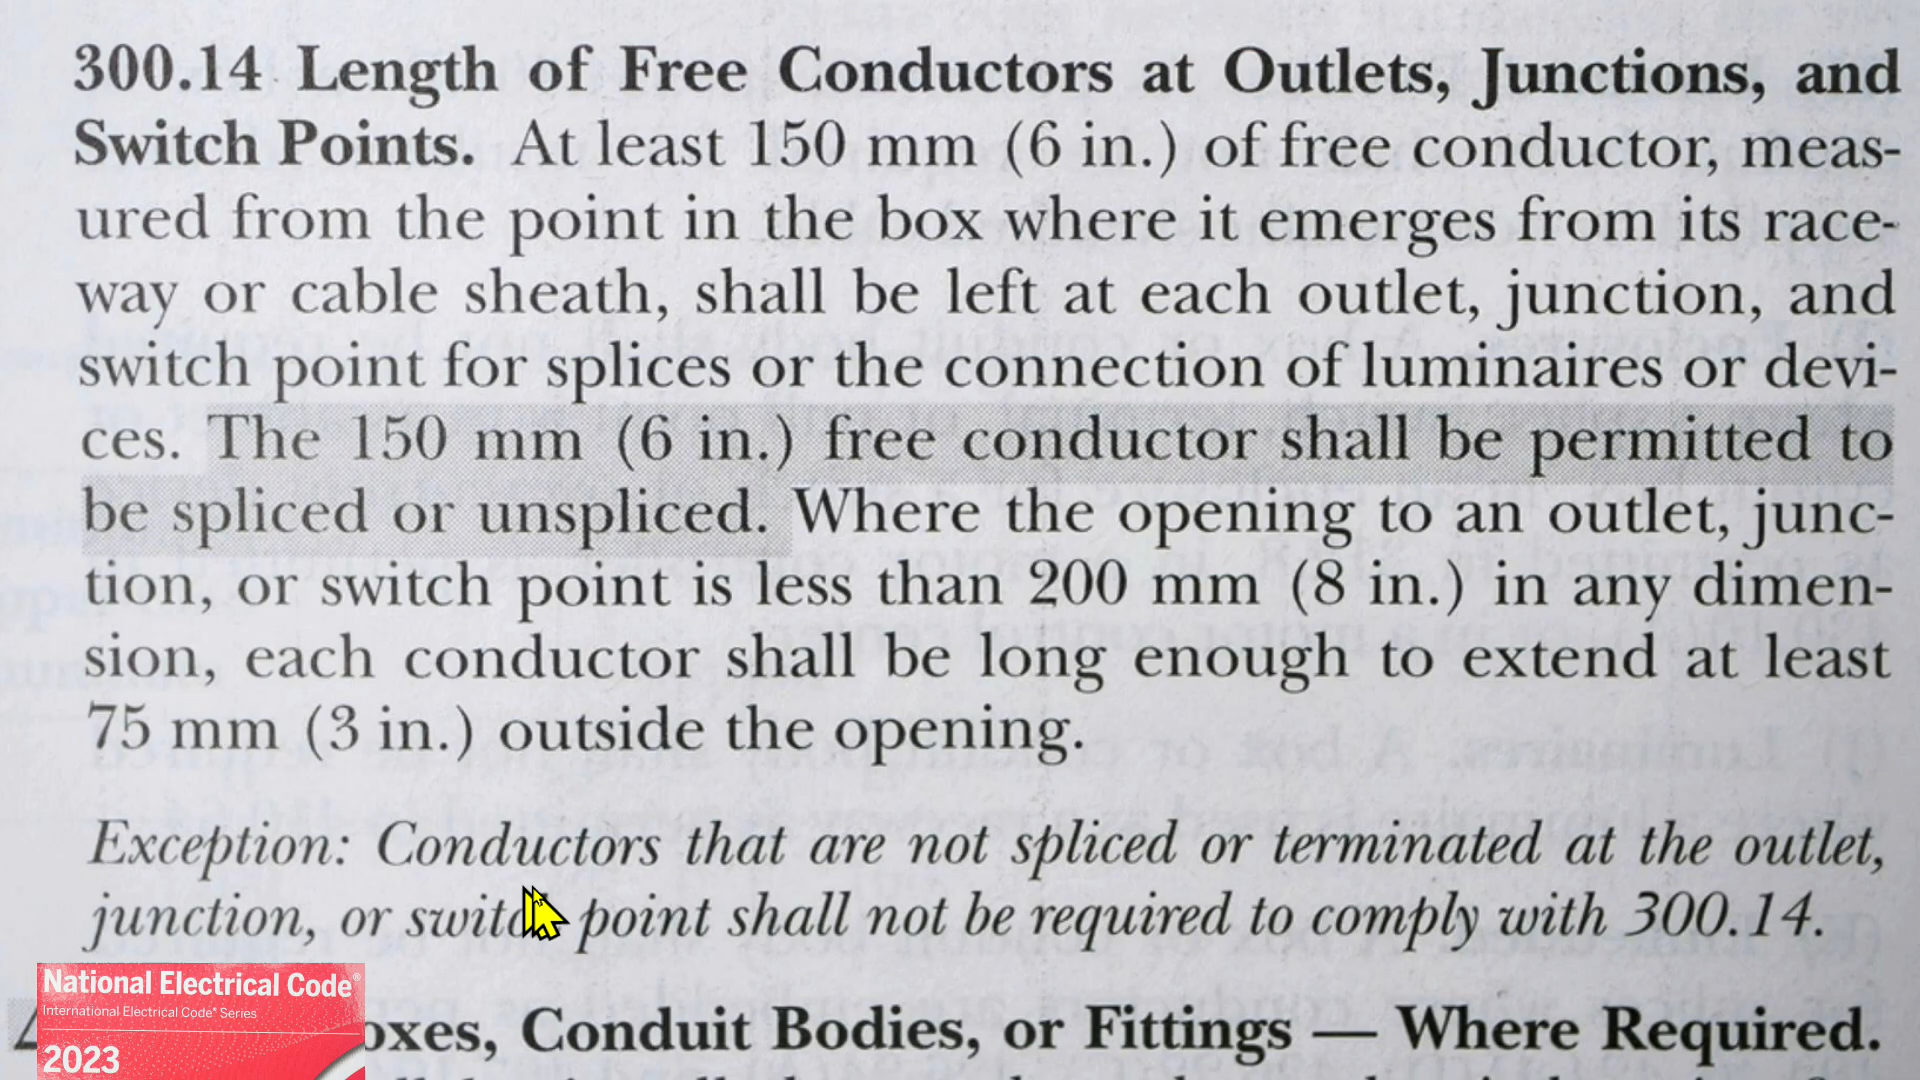 300.14 Length of Free Conductors at Outlets, Junctions, and
Switch Points. At least 150 mm (6 in.) of free conductor, meas-
ured from the point in the box where it emerges from its race-
way or cable sheath, shall be left at each outlet, junction, and
switch point for splices or the connection of luminaires or devi-
ces. The 150 mm (6 in.) free conductor shall be permitted to
be spliced or unspliced. Where the opening to an outlet, junc-
tion, or switch point is less than 200 mm (8 in.) in any dimen-
sion, each conductor shall be long enough to extend at least
75 mm (3 in.) outside the opening.
Exception: Conductors that are not spliced or terminated at the outlet,
junction, or switch point shall not be required to comply with 300.14.
oxes, Conduit Bodies, or Fittings — Where Required.
National Electrical Code®
International Electrical Code® Series
2023